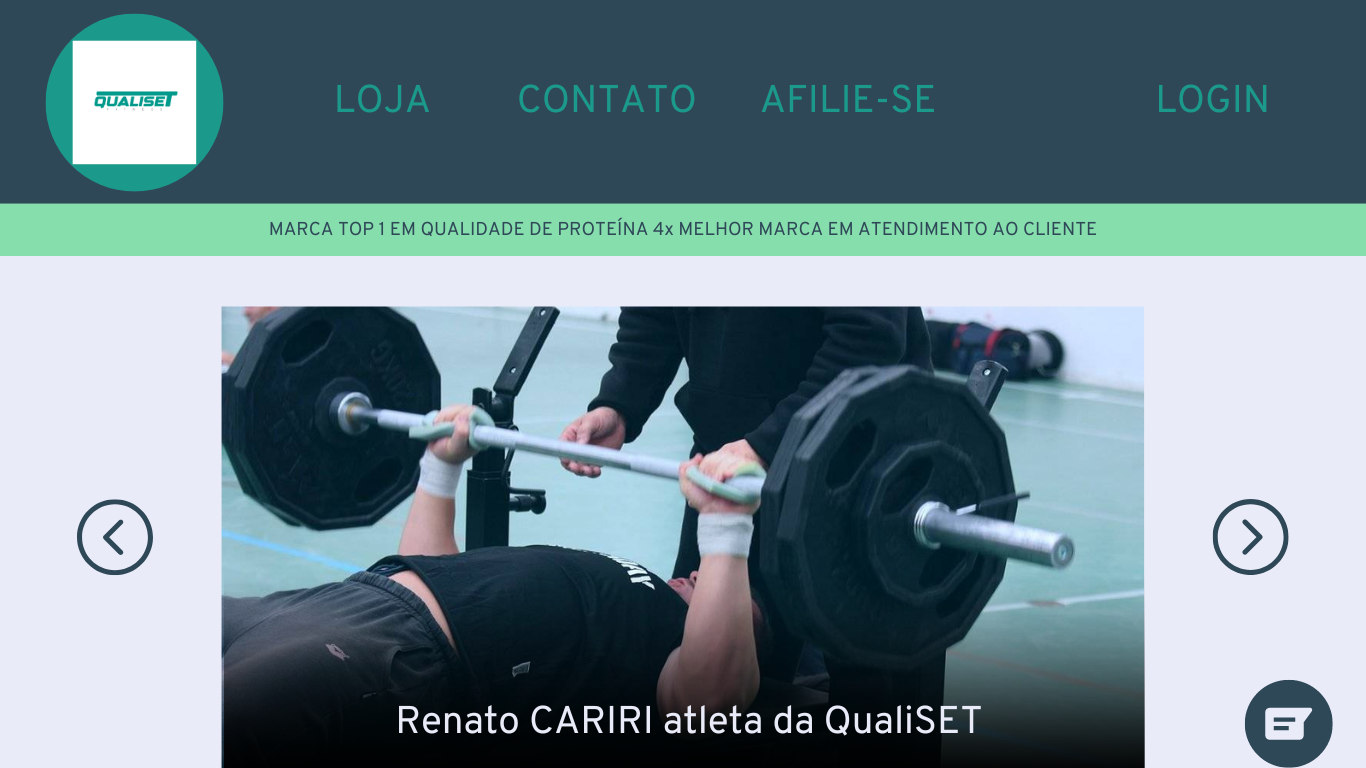 QUALISET
LOJA CONTATO AFILIE-SE LOGIN
MARCA TOP 1 EM QUALIDADE DE PROTEÍNA 4x MELHOR MARCA EM ATENDIMENTO AO CLIENTE
Renato CARIRI atleta da QualiSET